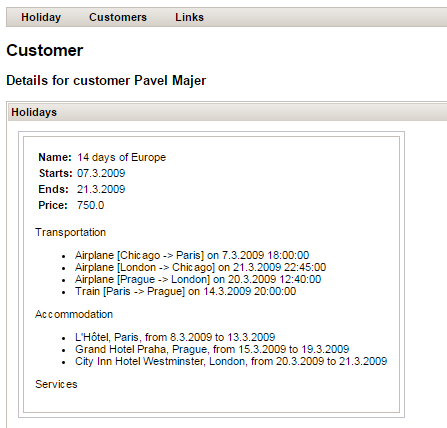 Holiday Customers Links
Customer
Details for customer Pavel Majer
Holidays
Name: 14 days of Europe
Starts: 07.3.2009
Ends: 21.3.2009
Price: 750.0
Transportation
Airplane [Chicago -> Paris] on 7.3.2009 18:00:00
Airplane [London -> Chicago] on 21.3.2009 22:45:00
Airplane [Prague -> London] on 20.3.2009 12:40:00
Train [Paris -> Prague] on 14.3.2009 20:00:00
Accommodation
L'Hôtel, Paris, from 8.3.2009 to 13.3.2009
Grand Hotel Praha, Prague, from 15.3.2009 to 19.3.2009
City Inn Hotel Westminster, London, from 20.3.2009 to 21.3.2009
Services